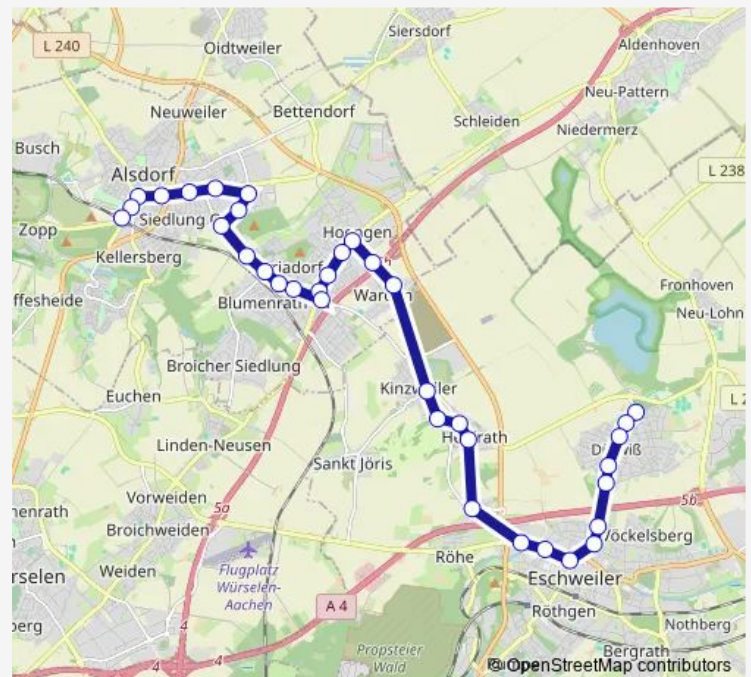 Siersdorf
L 240
Oidtweiler
Aldenhoven
Neu-Pattern
Neuweiler
Bettendorf
Schleiden
Niedermerz
Busch
Alsdorf
L 238
Siedlung
Zopp
Kellersberg
Fronhoven
Blumenrath
Neu-Lohn
Broicher Siedlung
Euchen
Kinzweiler
Linden-Neusen
Sankt Jöris
Vorweiden
5a
5b
Broichweiden
Röhe
Eschweiler
Weiden
Flugplatz
Würselen-
Aachen
A 4
Röthgen
Nothberg
Propsteier
Wald
Bergrath
4
4
© OpenStreetMap contributors